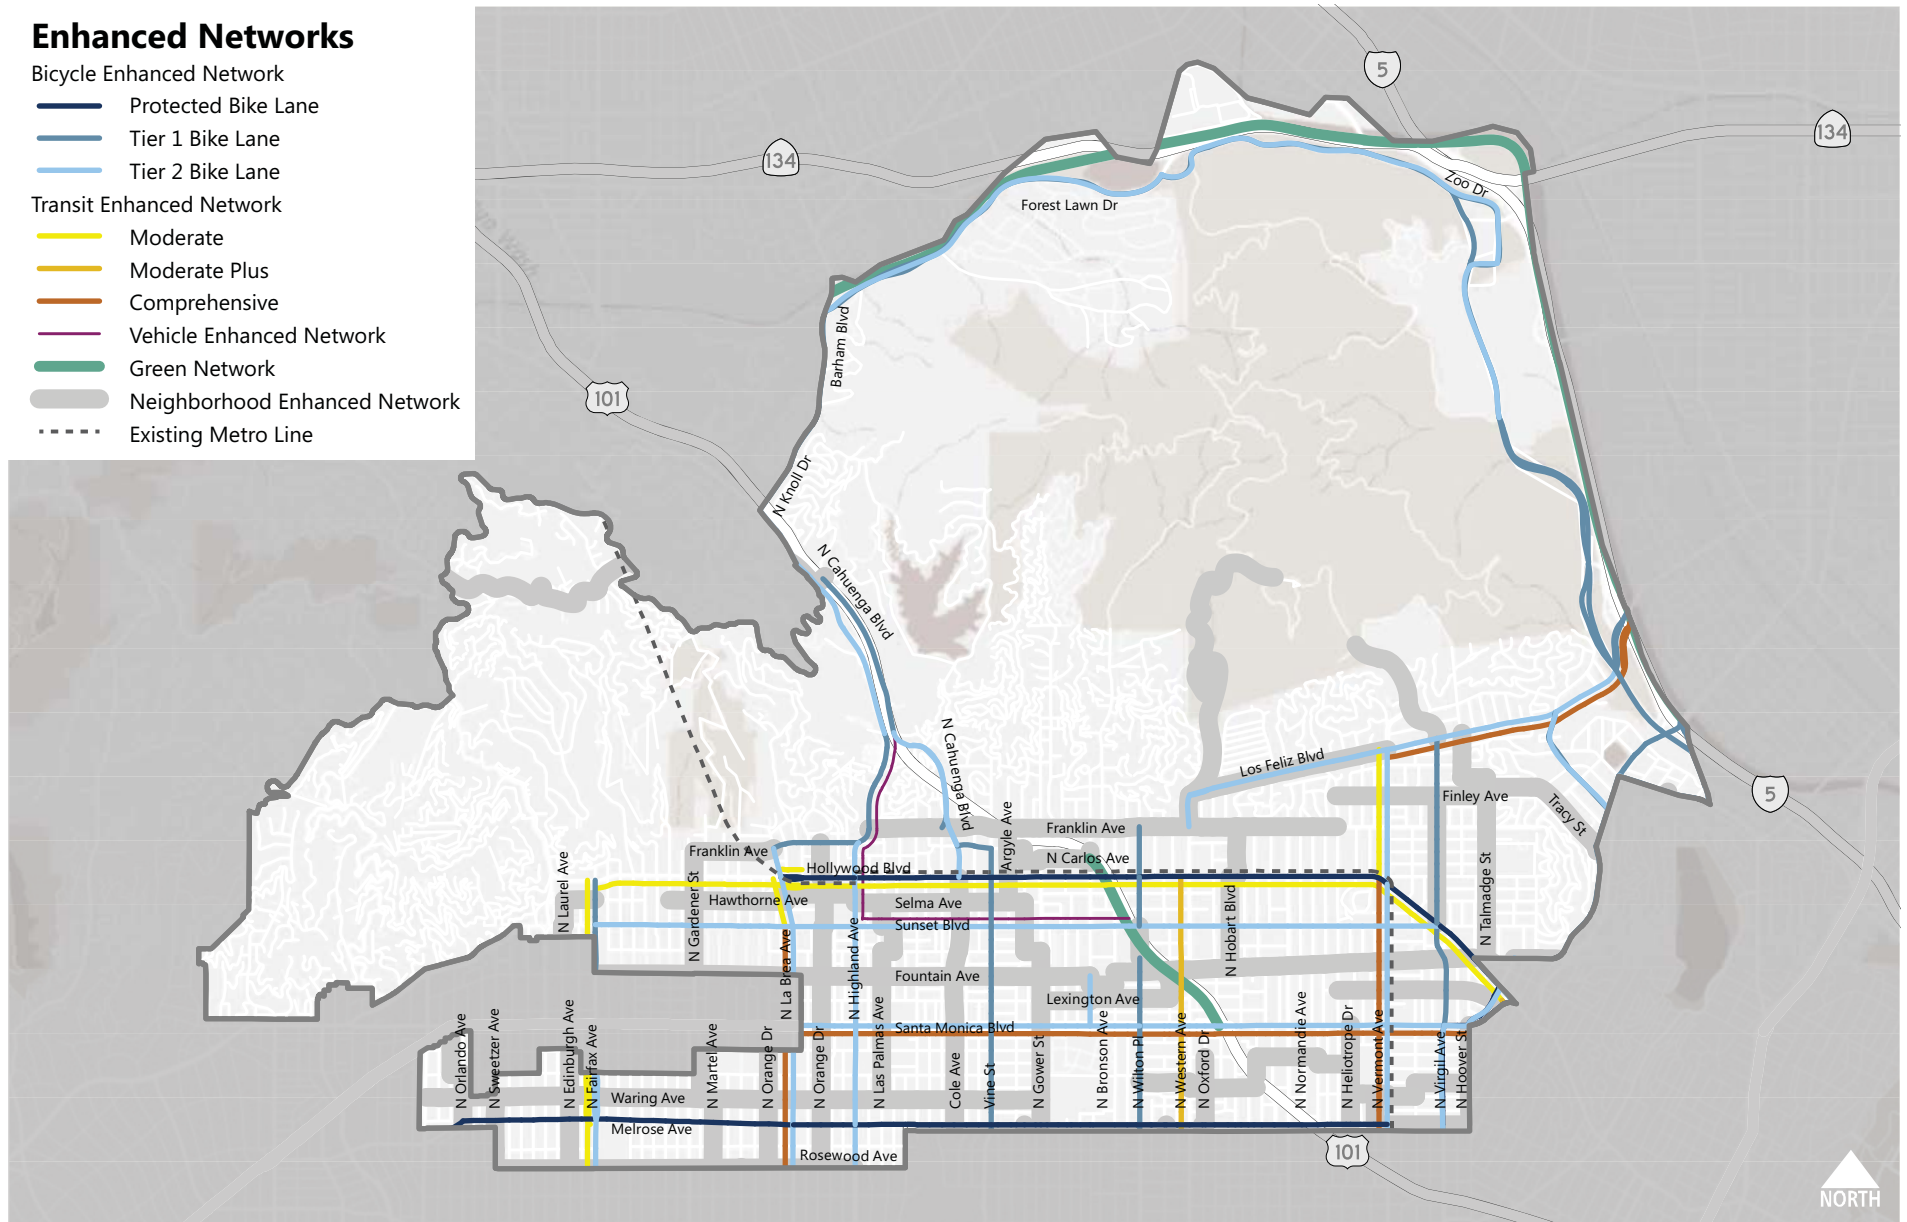 Enhanced Networks
Bicycle Enhanced Network
Protected Bike Lane
Tier 1 Bike Lane
Tier 2 Bike Lane
Transit Enhanced Network
Moderate
Moderate Plus
Comprehensive
Vehicle Enhanced Network
Green Network
Neighborhood Enhanced Network
Existing Metro Line
5
134
134
Zoo Dr
Forest Lawn Dr
Barham Blvd
101
N Knoll Dr
N Cahuenga Blvd
N Cahuenga Blvd
Los Feliz Blvd
5
Finley Ave
Tracy St
Argyle Ave
Franklin Ave
Franklin Ave
N Carlos Ave
Hollywood Blvd
N Laurel Ave
N Gardener St
Hawthorne Ave
Selma Ave
Sunset Blvd
N Hobart Blvd
N Talmadge St
N La Brea Ave
N Highland Ave
Fountain Ave
Lexington Ave
Santa Monica Blvd
N Orlando Ave
N Sweetzer Ave
N Edinburgh Ave
N Fairfax Ave
N Martel Ave
N Orange Dr
N Orange Dr
N Las Palmas Ave
Cole Ave
Vine St
N Gower St
N Bronson Ave
N Wilton Pl
N Western Ave
N Oxford Dr
N Normandie Ave
N Heliotrope Dr
N Vermont Ave
N Virgil Ave
N Hoover St
Waring Ave
Melrose Ave
Rosewood Ave
101
NORTH